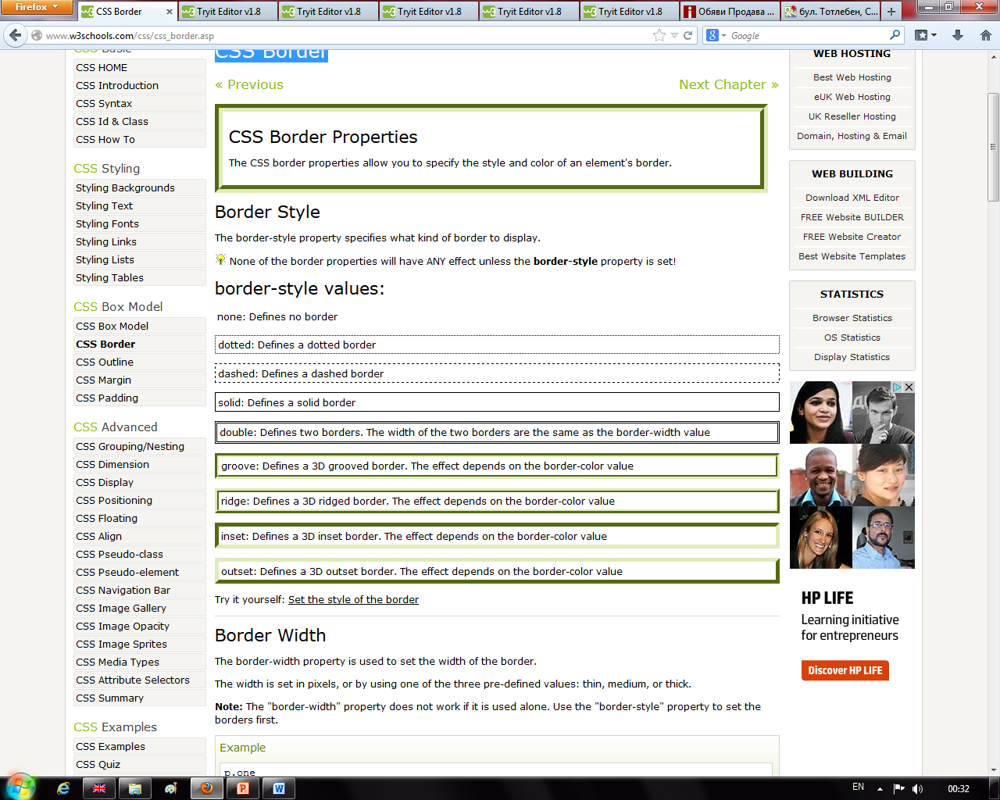 Firefox
CSS Border
Tryit Editor v1.8
Tryit Editor v1.8
Tryit Editor v1.8
Tryit Editor v1.8
Tryit Editor v1.8
Обяви Продава ...
бул. Тотлебен, С...
www.w3schools.com/css/css_border.asp
Google
CSS Basic
CSS HOME
CSS Introduction
CSS Syntax
CSS Id & Class
CSS How To
CSS Styling
Styling Backgrounds
Styling Text
Styling Fonts
Styling Links
Styling Lists
Styling Tables
CSS Box Model
CSS Box Model
CSS Border
CSS Outline
CSS Margin
CSS Padding
CSS Advanced
CSS Grouping/Nesting
CSS Dimension
CSS Display
CSS Positioning
CSS Floating
CSS Align
CSS Pseudo-class
CSS Pseudo-element
CSS Navigation Bar
CSS Image Gallery
CSS Image Opacity
CSS Image Sprites
CSS Media Types
CSS Attribute Selectors
CSS Summary
CSS Examples
CSS Examples
CSS Quiz
CSS Border
« Previous
Next Chapter »
CSS Border Properties
The CSS border properties allow you to specify the style and color of an element's border.
Border Style
The border-style property specifies what kind of border to display.
None of the border properties will have ANY effect unless the border-style property is set!
border-style values:
none: Defines no border
dotted: Defines a dotted border
dashed: Defines a dashed border
solid: Defines a solid border
double: Defines two borders. The width of the two borders are the same as the border-width value
groove: Defines a 3D grooved border. The effect depends on the border-color value
ridge: Defines a 3D ridged border. The effect depends on the border-color value
inset: Defines a 3D inset border. The effect depends on the border-color value
outset: Defines a 3D outset border. The effect depends on the border-color value
Try it yourself: Set the style of the border
Border Width
The border-width property is used to set the width of the border.
The width is set in pixels, or by using one of the three pre-defined values: thin, medium, or thick.
Note: The "border-width" property does not work if it is used alone. Use the "border-style" property to set the
borders first.
Example
p.one
WEB HOSTING
Best Web Hosting
eUK Web Hosting
UK Reseller Hosting
Domain, Hosting & Email
WEB BUILDING
Download XML Editor
FREE Website BUILDER
FREE Website Creator
Best Website Templates
STATISTICS
Browser Statistics
OS Statistics
Display Statistics
HP LIFE
Learning initiative
for entrepreneurs
Discover HP LIFE
EN
00:32